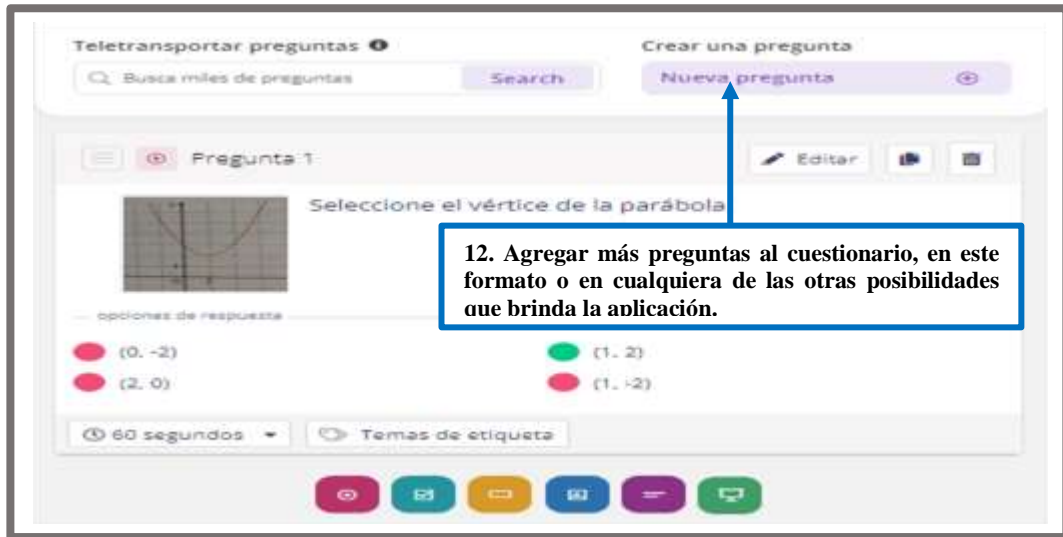 Teletransportar preguntas
Crear una pregunta
Busca miles de preguntas
Search
Nueva pregunta
Pregunta 1
Editar
Seleccione el vértice de la parábola
12. Agregar más preguntas al cuestionario, en este
formato o en cualquiera de las otras posibilidades
que brinda la aplicación.
opciones de respuesta
(0, -2)
(1, 2)
(2, 0)
(1, -2)
60 segundos
Temas de etiqueta